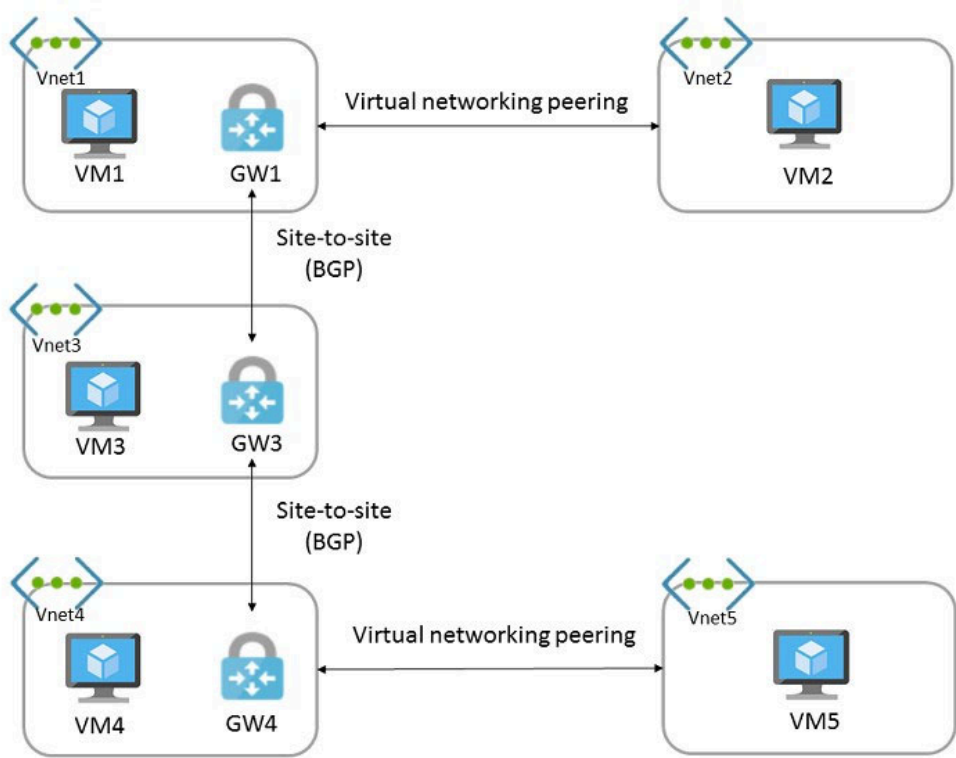 Vnet1
VM1
GW1
Virtual networking peering
Vnet2
VM2
Site-to-site
(BGP)
Vnet3
VM3
GW3
Site-to-site
(BGP)
Vnet4
VM4
GW4
Virtual networking peering
Vnet5
VM5